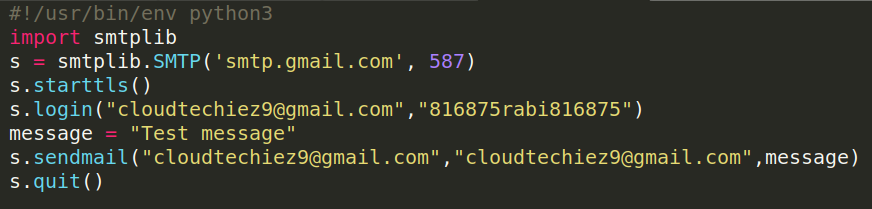 #!/usr/bin/env python3
import smtplib
s = smtplib.SMTP('smtp.gmail.com', 587)
s.starttls()
s.login("cloudtechiez9@gmail.com","816875rabi816875")
message = "Test message"
s.sendmail("cloudtechiez9@gmail.com","cloudtechiez9@gmail.com",message)
s.quit()